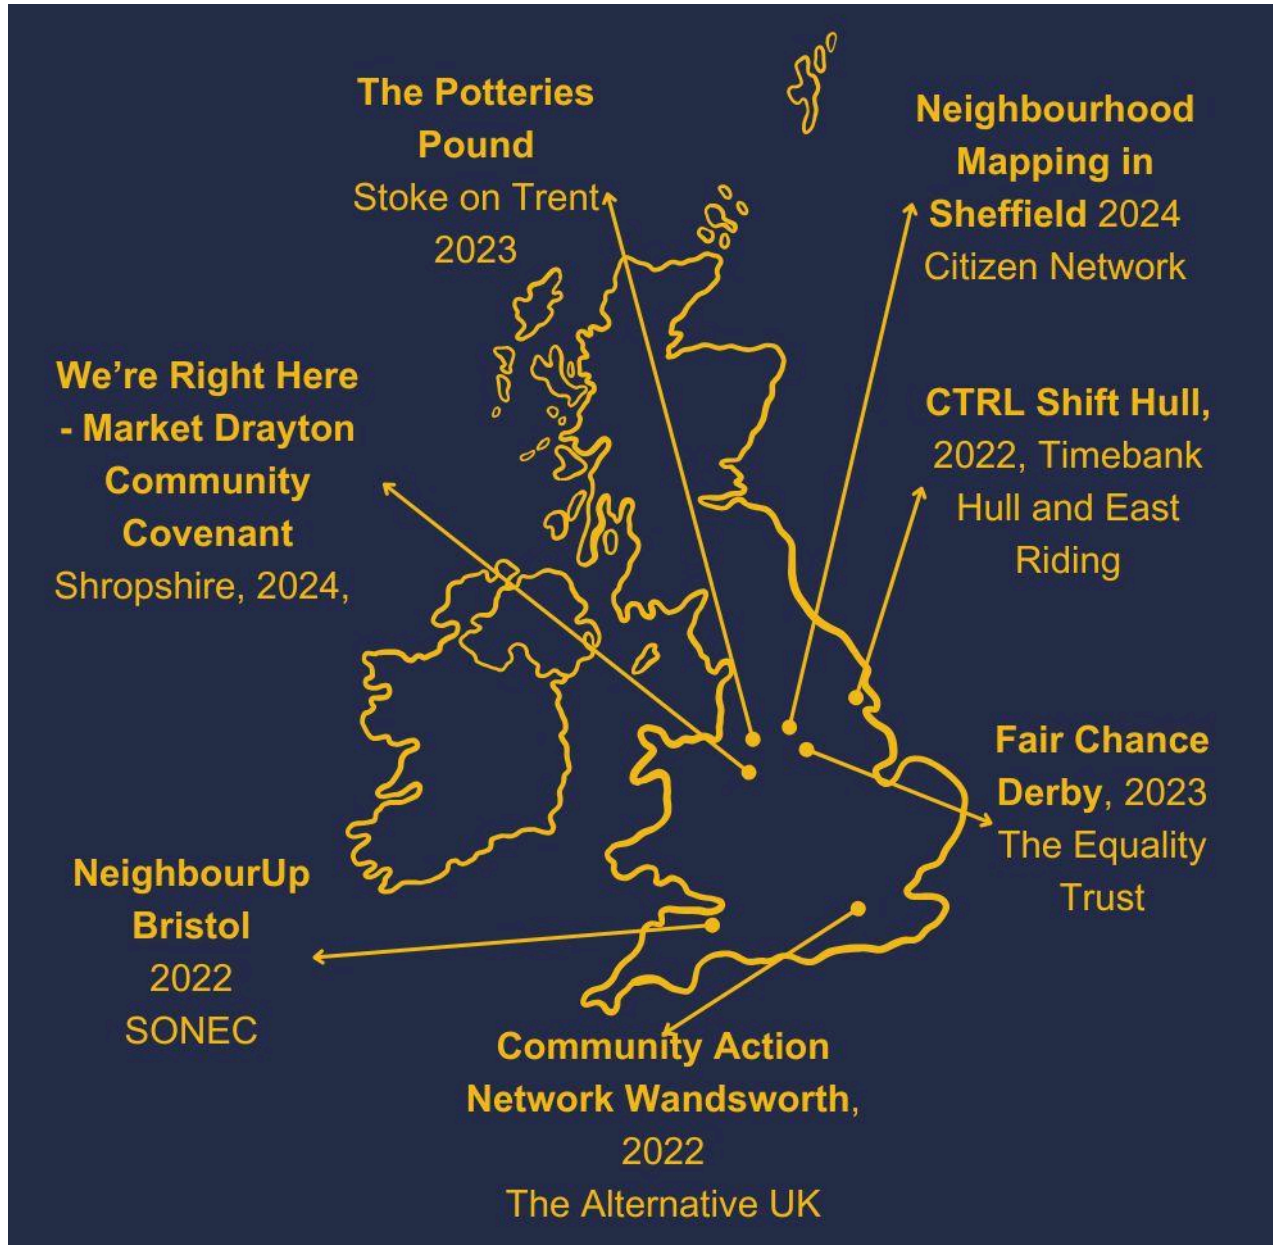 The Potteries
Pound
Stoke on Trent
2023
Neighbourhood
Mapping in
Sheffield 2024
Citizen Network
We’re Right Here
- Market Drayton
Community
Covenant
Shropshire, 2024,
CTRL Shift Hull,
2022, Timebank
Hull and East
Riding
Fair Chance
Derby, 2023
The Equality
Trust
NeighbourUp
Bristol
2022
SONEC
Community Action
Network Wandsworth,
2022
The Alternative UK